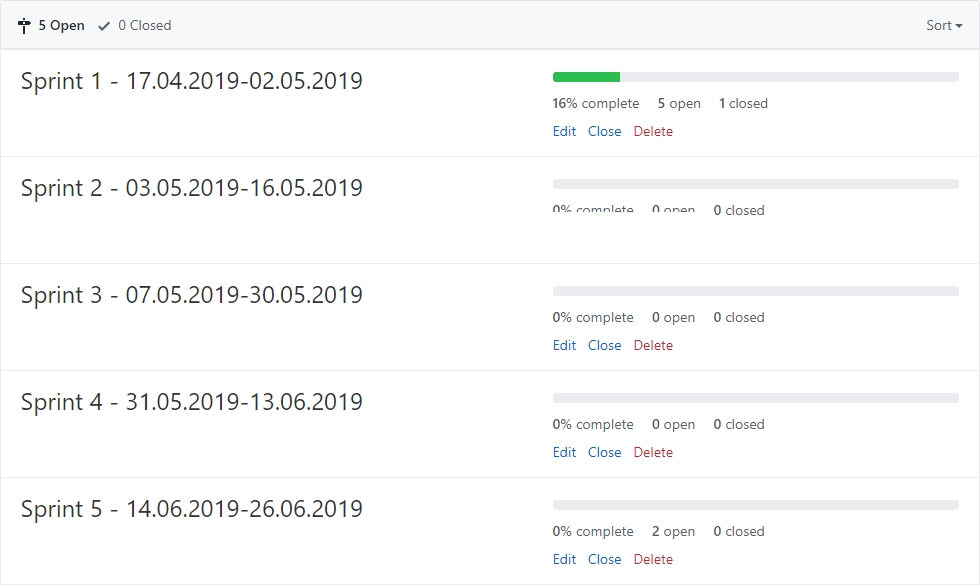 5 Open 0 Closed Sort
Sprint 1 - 17.04.2019-02.05.2019
16% complete 5 open 1 closed
Edit Close Delete
Sprint 2 - 03.05.2019-16.05.2019
0% complete 0 open 0 closed
Sprint 3 - 07.05.2019-30.05.2019
0% complete 0 open 0 closed
Edit Close Delete
Sprint 4 - 31.05.2019-13.06.2019
0% complete 0 open 0 closed
Edit Close Delete
Sprint 5 - 14.06.2019-26.06.2019
0% complete 2 open 0 closed
Edit Close Delete